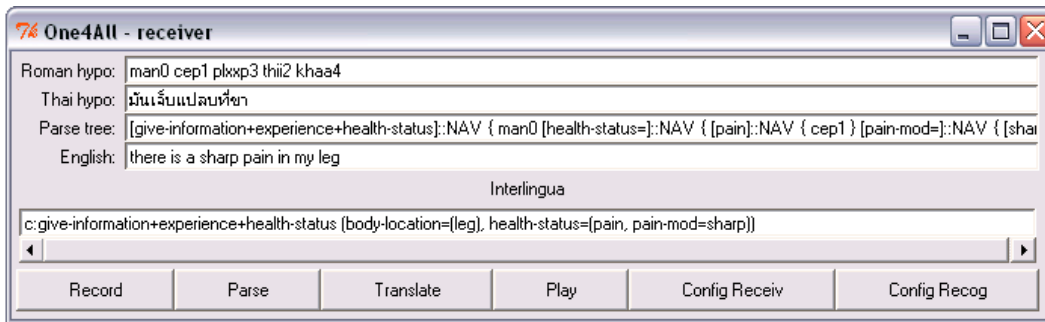 One4All - receiver
Roman hypo: man0 cep1 plxxp3 thii2 khaa4
Thai hypo: มันเจ็บแปลบที่ขา
Parse tree: [give-information+experience+health-status]::NAV { man0 [health-status=]::NAV { [pain]::NAV { cep1 } [pain-mod=]::NAV { [shar
English: there is a sharp pain in my leg
Interlingua
c:give-information+experience+health-status (body-location=(leg), health-status=(pain, pain-mod=sharp))
Record Parse Translate Play Config Receiv Config Recog